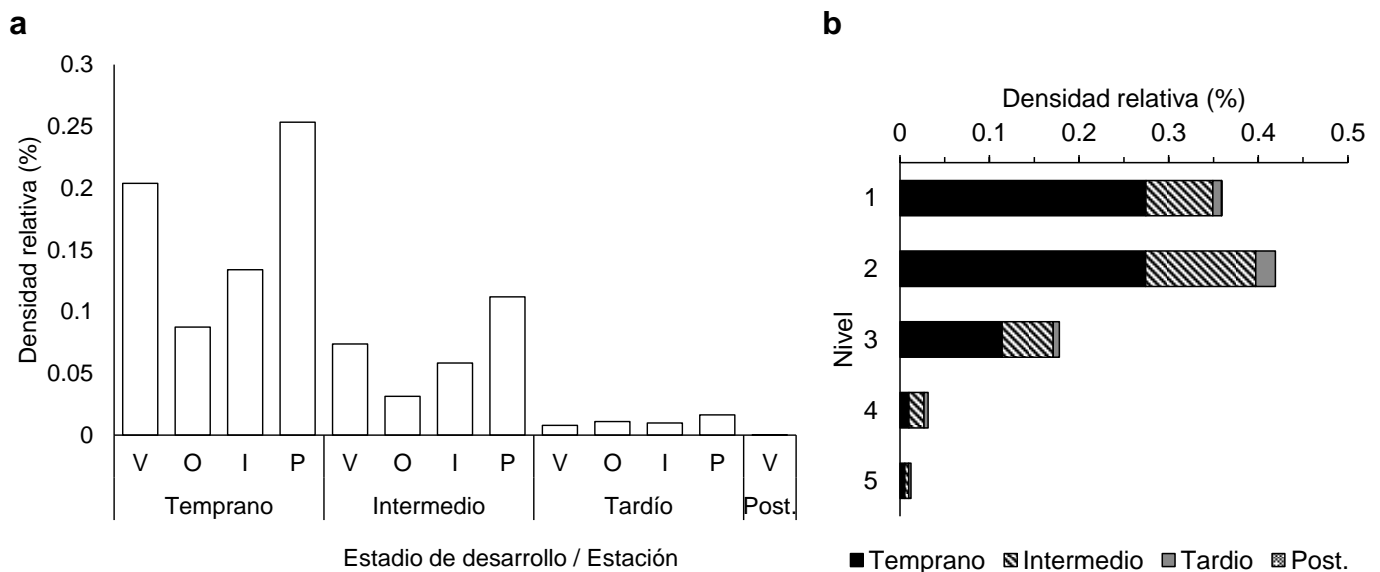 a
0.3
0.25
0.2
0.15
0.1
0.05
0
Densidad relativa (%)
V O I P V O I P V O I P V
Temprano Intermedio Tardío Post.
Estadio de desarrollo / Estación
b
Densidad relativa (%)
0 0.1 0.2 0.3 0.4 0.5
Nivel
1
2
3
4
5
Temprano Intermedio Tardio Post.